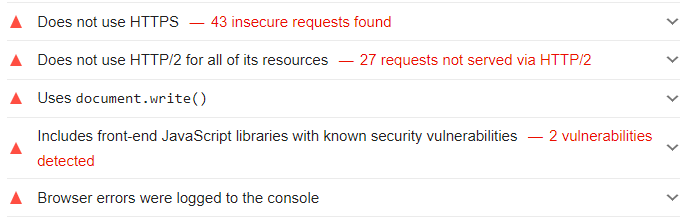 Does not use HTTPS — 43 insecure requests found
Does not use HTTP/2 for all of its resources — 27 requests not served via HTTP/2
Uses document.write()
Includes front-end JavaScript libraries with known security vulnerabilities — 2 vulnerabilities
detected
Browser errors were logged to the console